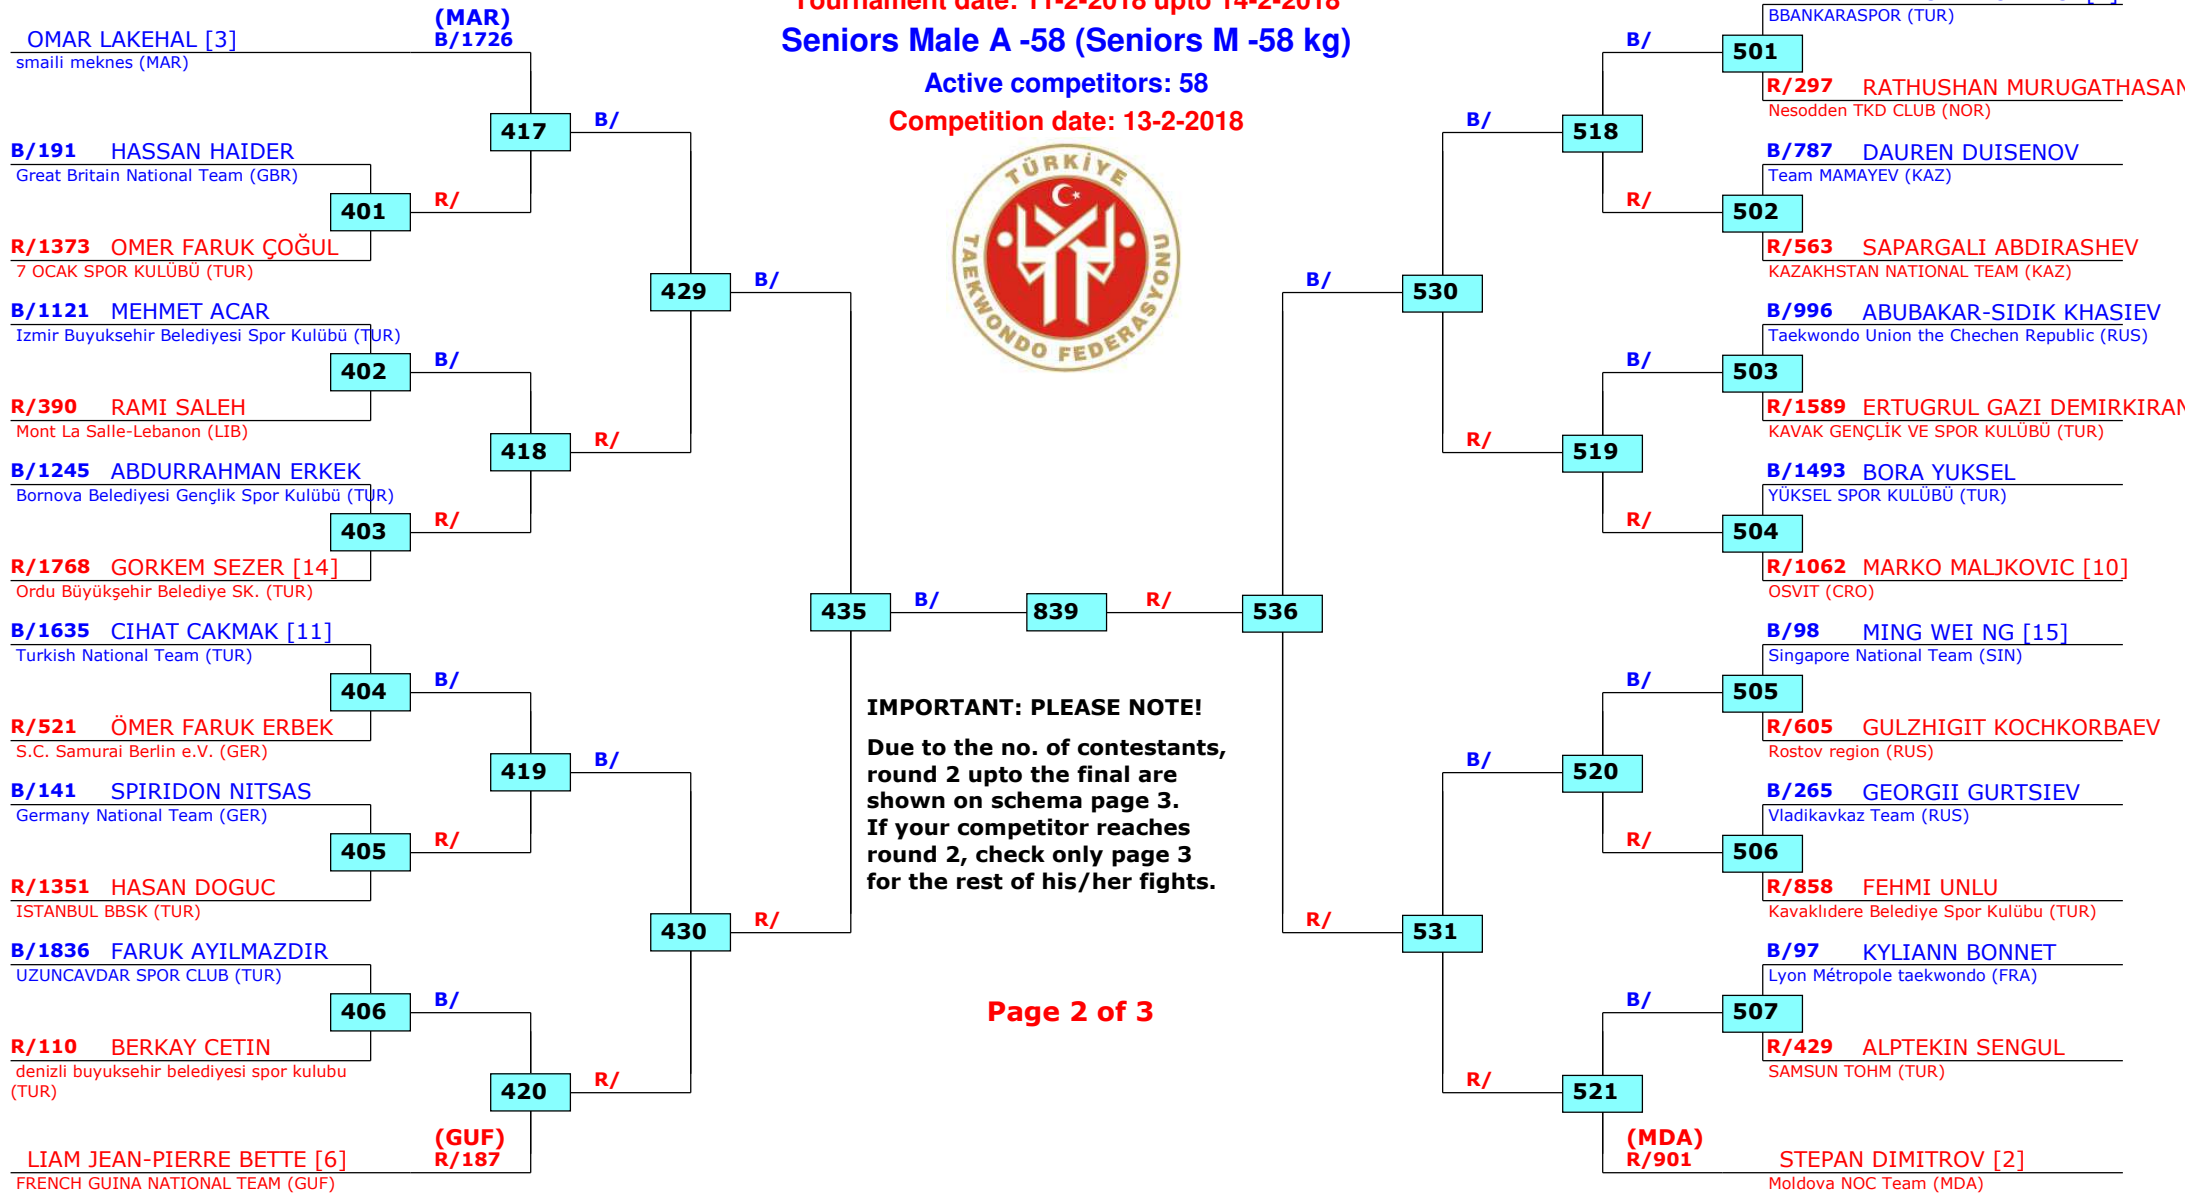 Tournament date: 11-2-2018 upto 14-2-2018
Seniors Male A -58 (Seniors M -58 kg)
Active competitors: 58
Competition date: 13-2-2018
TÜRKİYE
TAEKWONDO FEDERASYONU
(MAR)
OMAR LAKEHAL [3] B/1726
smaili meknes (MAR)
417
B/
B/191 HASSAN HAIDER
Great Britain National Team (GBR)
401
R/
R/1373 OMER FARUK ÇOĞUL
7 OCAK SPOR KULÜBÜ (TUR)
429
B/
B/1121 MEHMET ACAR
Izmir Buyuksehir Belediyesi Spor Kulübü (TUR)
402
B/
R/390 RAMI SALEH
Mont La Salle-Lebanon (LIB)
418
R/
B/1245 ABDURRAHMAN ERKEK
Bornova Belediyesi Gençlik Spor Kulübü (TUR)
403
R/
R/1768 GORKEM SEZER [14]
Ordu Büyükşehir Belediye SK. (TUR)
435
B/
839
R/
536
B/1635 CIHAT CAKMAK [11]
Turkish National Team (TUR)
404
B/
R/521 ÖMER FARUK ERBEK
S.C. Samurai Berlin e.V. (GER)
419
B/
B/141 SPIRIDON NITSAS
Germany National Team (GER)
405
R/
R/1351 HASAN DOGUC
ISTANBUL BBSK (TUR)
430
R/
B/1836 FARUK AYILMAZDIR
UZUNCAVDAR SPOR CLUB (TUR)
406
B/
R/110 BERKAY CETIN
denizli buyuksehir belediyesi spor kulubu
(TUR)
420
R/
(GUF)
LIAM JEAN-PIERRE BETTE [6] R/187
FRENCH GUINA NATIONAL TEAM (GUF)
IMPORTANT: PLEASE NOTE!
Due to the no. of contestants,
round 2 upto the final are
shown on schema page 3.
If your competitor reaches
round 2, check only page 3
for the rest of his/her fights.
Page 2 of 3
BBANKARASPOR (TUR)
B/
501
R/297 RATHUSHAN MURUGATHASAN
Nesodden TKD CLUB (NOR)
B/
518
B/787 DAUREN DUISENOV
Team MAMAYEV (KAZ)
R/
502
R/563 SAPARGALI ABDIRASHEV
KAZAKHSTAN NATIONAL TEAM (KAZ)
B/
530
B/996 ABUBAKAR-SIDIK KHASIEV
Taekwondo Union the Chechen Republic (RUS)
B/
503
R/1589 ERTUGRUL GAZI DEMIRKIRAN
KAVAK GENÇLİK VE SPOR KULÜBÜ (TUR)
R/
519
B/1493 BORA YUKSEL
YÜKSEL SPOR KULÜBÜ (TUR)
R/
504
R/1062 MARKO MALJKOVIC [10]
OSVIT (CRO)
B/98 MING WEI NG [15]
Singapore National Team (SIN)
B/
505
R/605 GULZHIGIT KOCHKORBAEV
Rostov region (RUS)
B/
520
B/265 GEORGII GURTSIEV
Vladikavkaz Team (RUS)
R/
506
R/858 FEHMI UNLU
Kavaklıdere Belediye Spor Kulübu (TUR)
R/
531
B/97 KYLIANN BONNET
Lyon Métropole taekwondo (FRA)
B/
507
R/429 ALPTEKIN SENGUL
SAMSUN TOHM (TUR)
R/
521
(MDA)
R/901 STEPAN DIMITROV [2]
Moldova NOC Team (MDA)